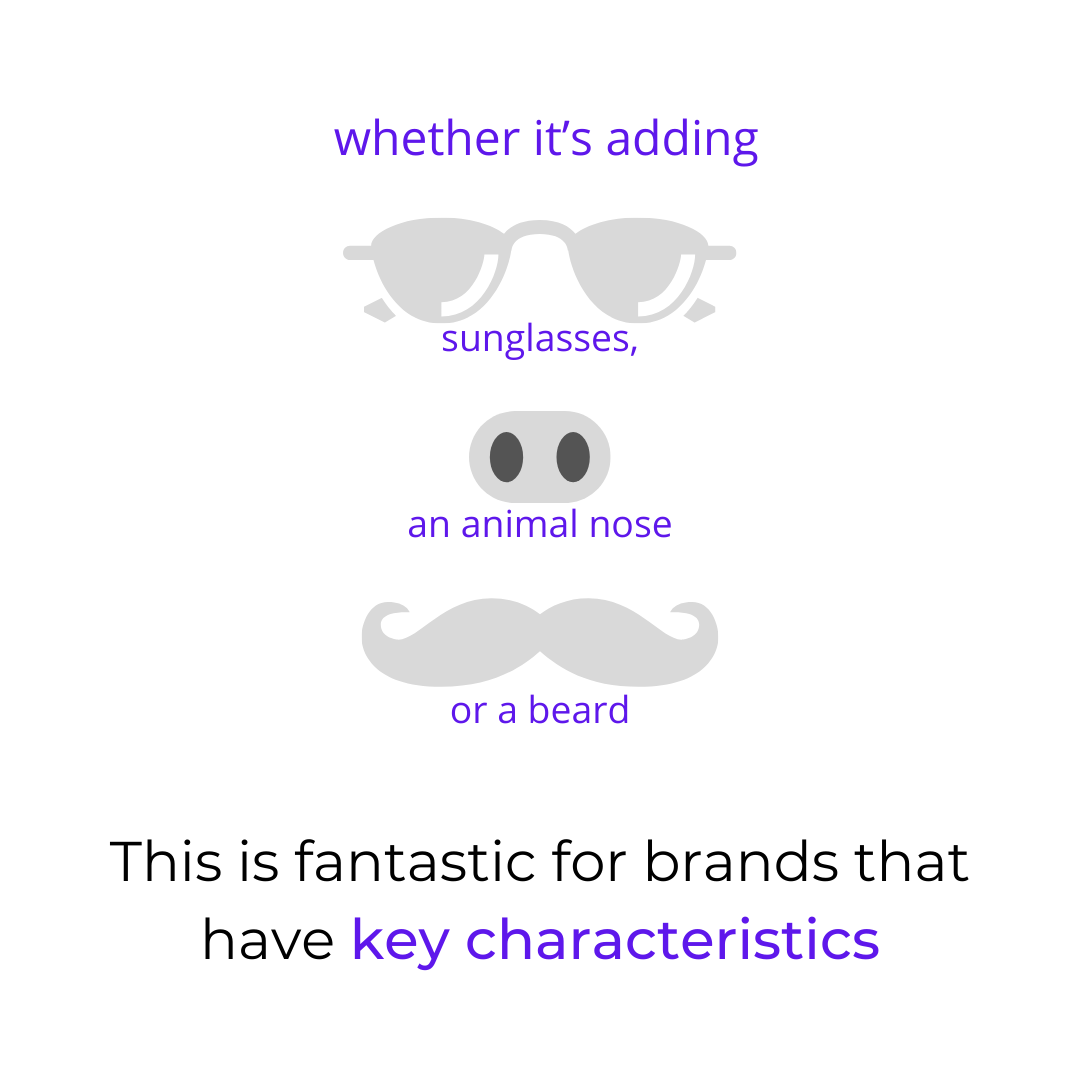 whether it’s adding
sunglasses,
an animal nose
or a beard
This is fantastic for brands that
have key characteristics